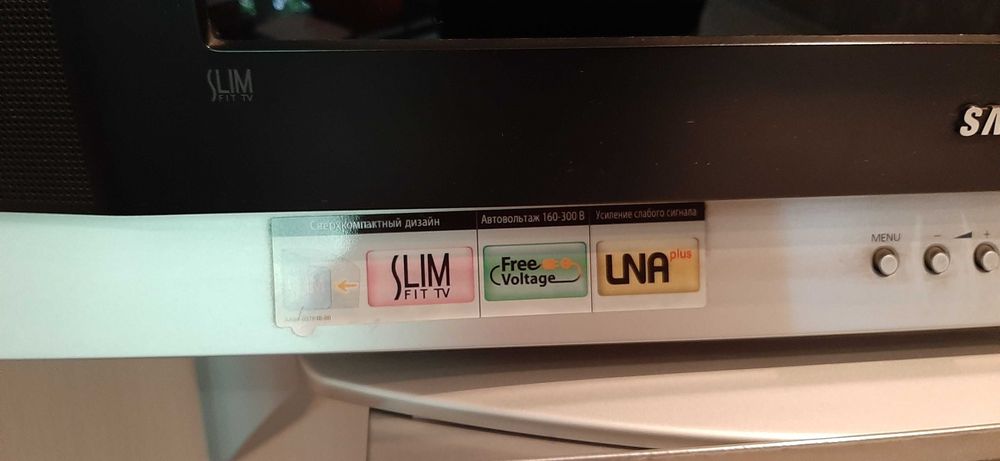 SLIM
FIT TV
SA
Сверхкомпактный дизайн
Автовольтаж 160-300 В
Усиление слабого сигнала
SLIM
FIT TV
Free
Voltage
LNA plus
MENU
- +